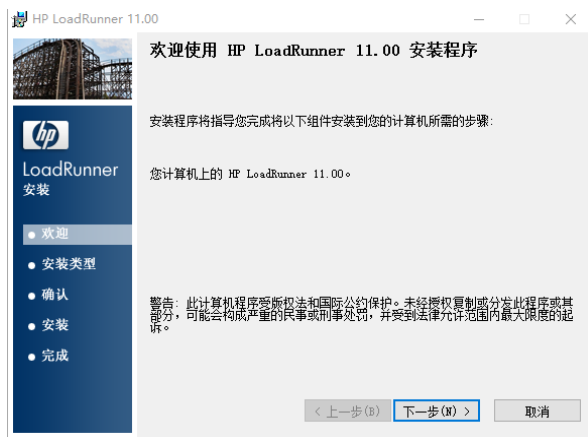 HP LoadRunner 11.00
欢迎使用 HP LoadRunner 11.00 安装程序
安装程序将指导您完成将以下组件安装到您的计算机所需的步骤:
hp
LoadRunner
安装
您计算机上的 HP LoadRunner 11.00。
欢迎
安装类型
确认
安装
完成
警告: 此计算机程序受版权法和国际公约保护。未经授权复制或分发此程序或其
部分，可能会构成严重的民事或刑事处罚，并受到法律允许范围内最大限度的起
诉。
< 上一步(B)
下一步(N) >
取消